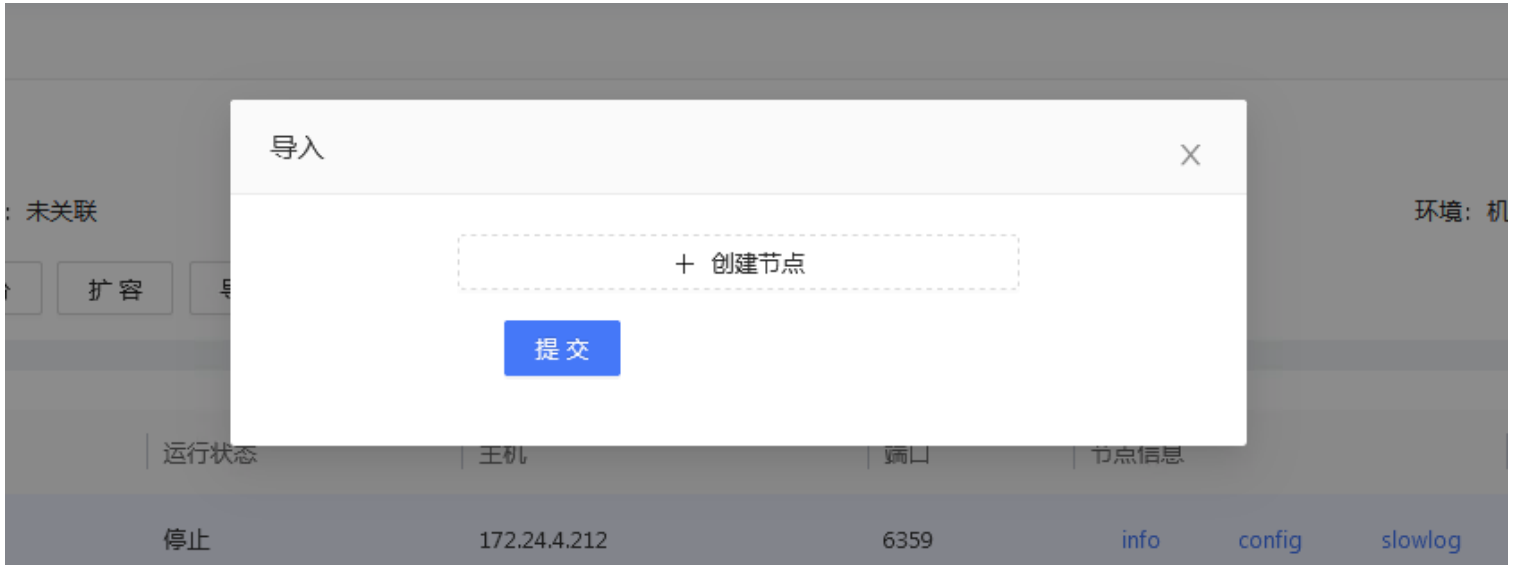 导入
X
: 未关联
环境: 机
+ 创建节点
扩容
提交
运行状态
主机
端口
节点信息
停止
172.24.4.212
6359
info
config
slowlog